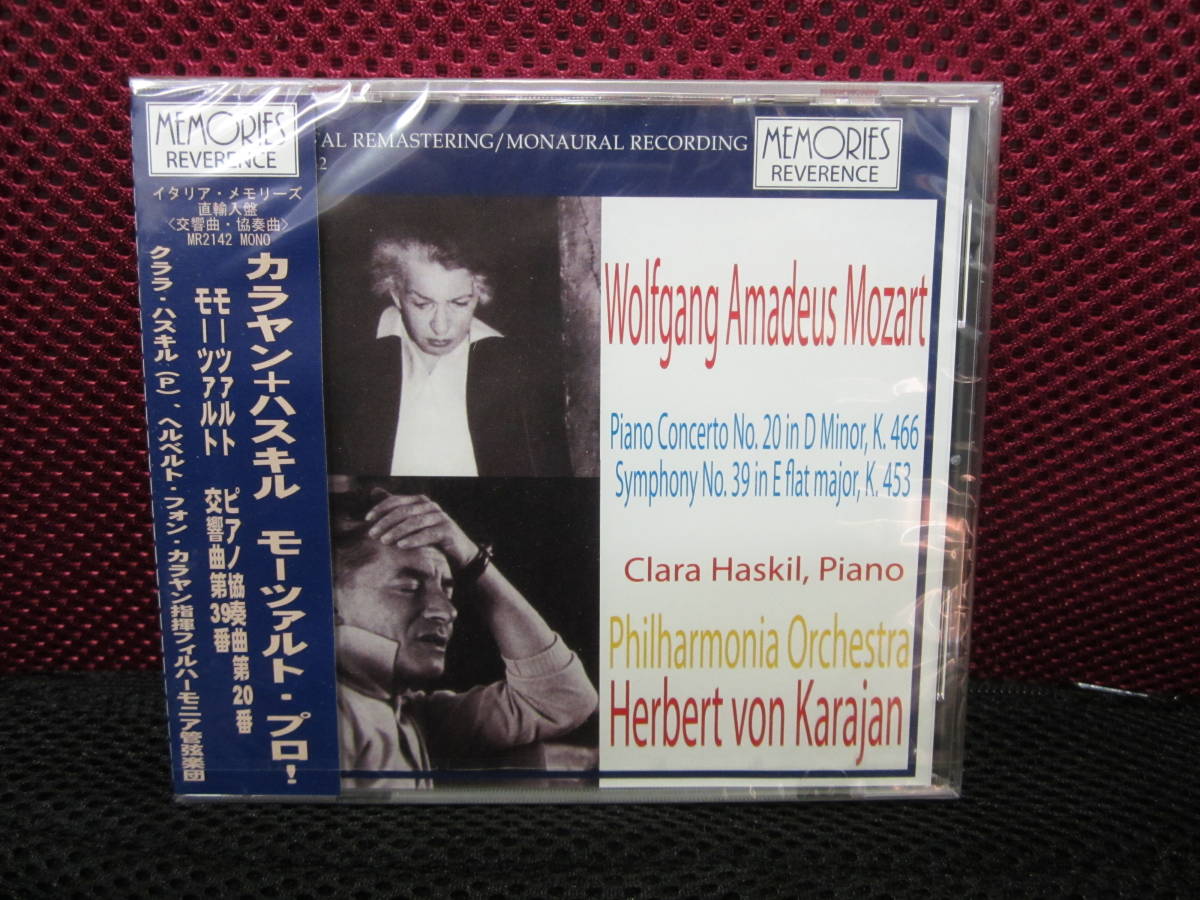 MEMORIES
REVERENCE
イタリア・メモリーズ
直輸入盤
<交響曲・協奏曲>
MR2142 MONO
カラヤン+ハスキル モーツァルト・プロ!
モーツァルト ピアノ協奏曲第20番
モーツァルト 交響曲第39番
クララ・ハスキル(P)、ヘルベルト・フォン・カラヤン指揮フィルハーモニア管弦楽団
AL REMASTERING/MONAURAL RECORDING
2
MEMORIES
REVERENCE
Wolfgang Amadeus Mozart
Piano Concerto No. 20 in D Minor, K. 466
Symphony No. 39 in E flat major, K. 453
Clara Haskil, Piano
Philharmonia Orchestra
Herbert von Karajan